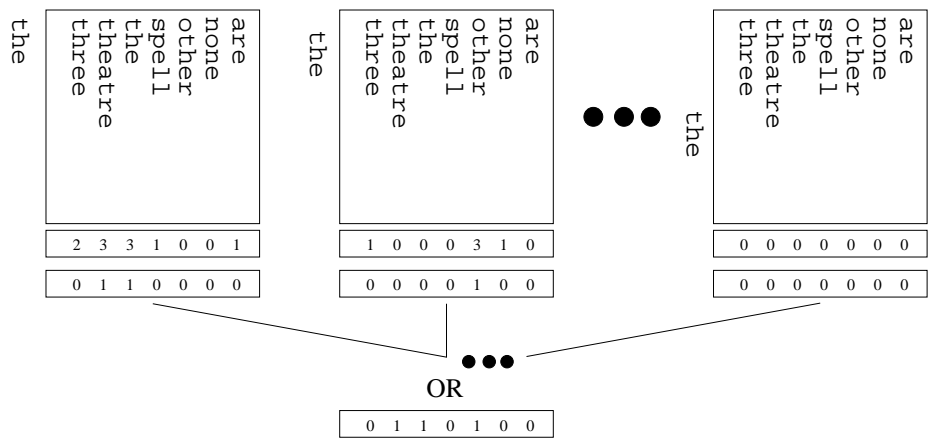 the
three
theatre
the
spell
other
none
are
the
three
theatre
the
spell
other
none
are
the
three
theatre
the
spell
other
none
are
2 3 3 1 0 0 1
1 0 0 0 3 1 0
0 0 0 0 0 0 0
0 1 1 0 0 0 0
0 0 0 0 1 0 0
0 0 0 0 0 0 0
OR
0 1 1 0 1 0 0